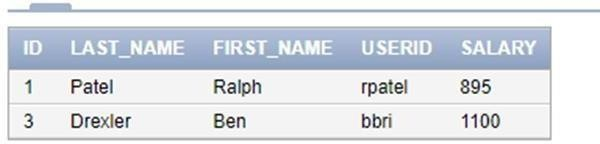 ID LAST_NAME FIRST_NAME USERID SALARY
1 Patel Ralph rpatel 895
3 Drexler Ben bbri 1100